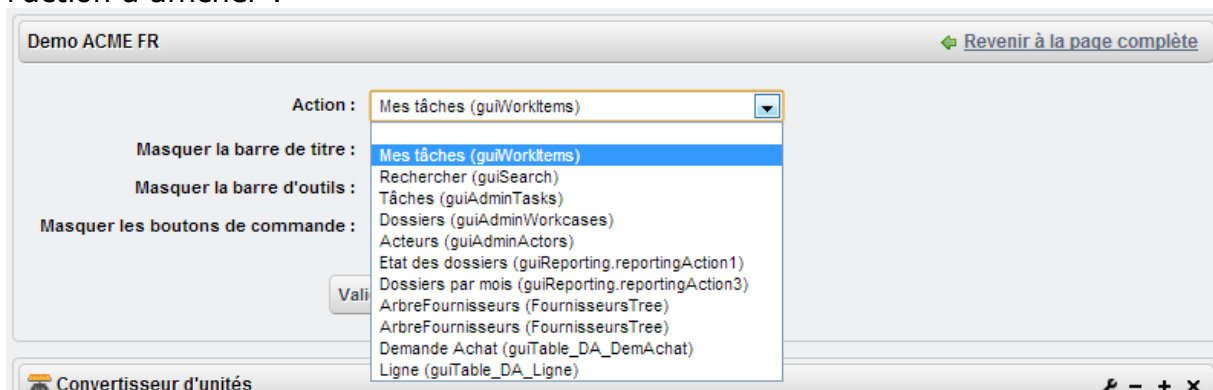 l'action à afficher :
Demo ACME FR
Revenir à la page complète
Action :
Mes tâches (guiWorkItems)
Masquer la barre de titre :
Masquer la barre d'outils :
Masquer les boutons de commande :
Mes tâches (guiWorkItems)
Rechercher (guiSearch)
Tâches (guiAdminTasks)
Dossiers (guiAdminWorkcases)
Acteurs (guiAdminActors)
Etat des dossiers (guiReporting.reportingAction1)
Dossiers par mois (guiReporting.reportingAction3)
ArbreFournisseurs (FournisseursTree)
ArbreFournisseurs (FournisseursTree)
Demande Achat (guiTable_DA_DemAchat)
Ligne (guiTable_DA_Ligne)
Vali
Convertisseur d'unités